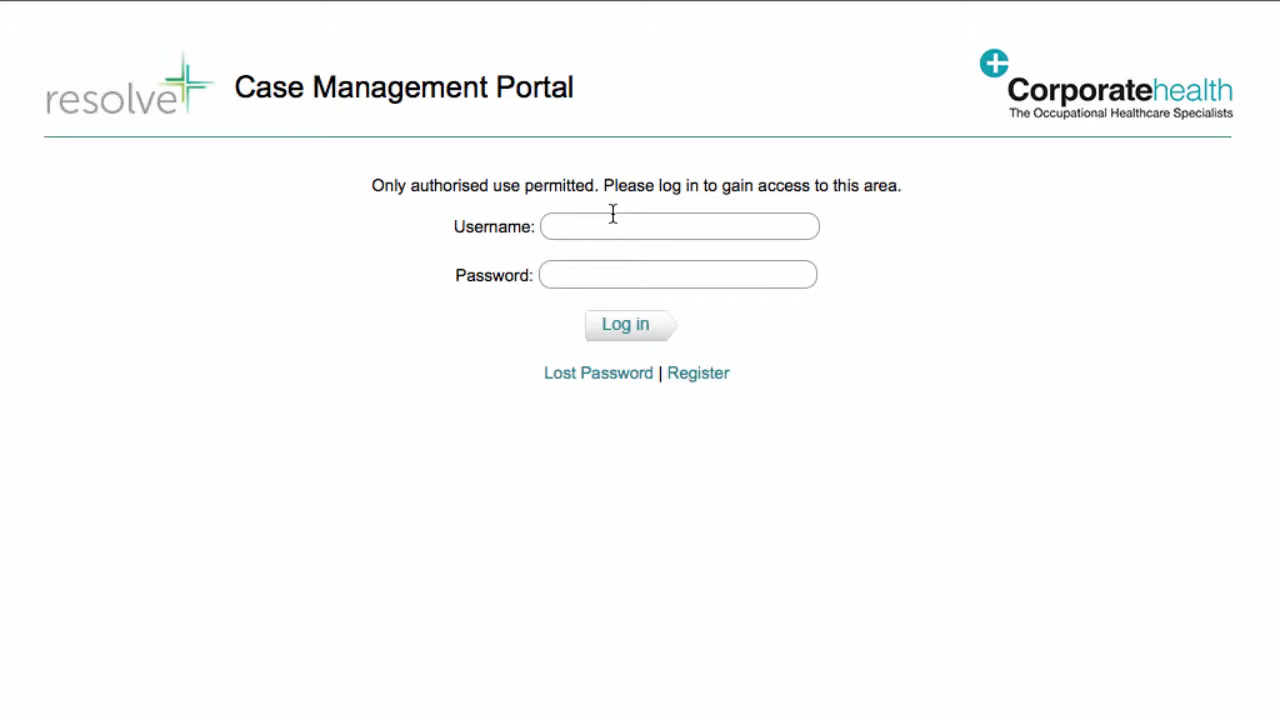 resolve
Case Management Portal
Corporatehealth
The Occupational Healthcare Specialists
Only authorised use permitted. Please log in to gain access to this area.
Username:
Password:
Log in
Lost Password | Register